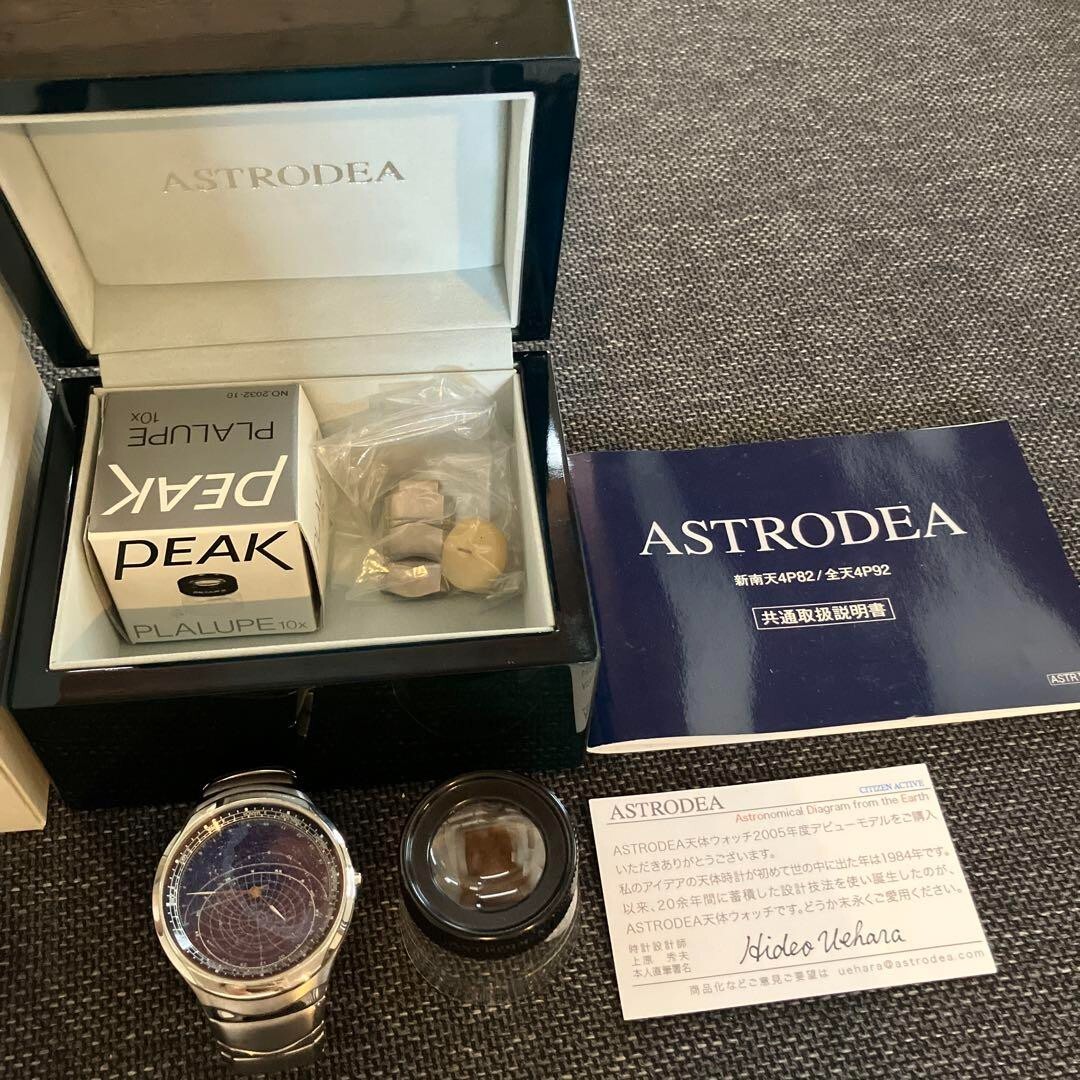 ASTRODEA
NO.2032-10
PLALUPE
10x
PEAK
PEAK
PLALUPE 10x
ASTRODEA
新南天4P82/全天4P92
共通取扱説明書
ASTR
CITIZEN ACTIVE
ASTRODEA
Astronomical Diagram from the Earth
ASTRODEA天体ウォッチ2005年度デビューモデルをご購入
いただきありがとうございます。
私のアイデアの天体時計が初めて世の中に出た年は1984年です。
以来、20余年間に蓄積した設計技法を使い誕生したのが、
ASTRODEA天体ウォッチです。どうか末永くご愛用ください。
時計設計師
上原 秀夫
本人直筆署名
Hideo Uehara
商品化などご意見ご要望は uehara@astrodea.com